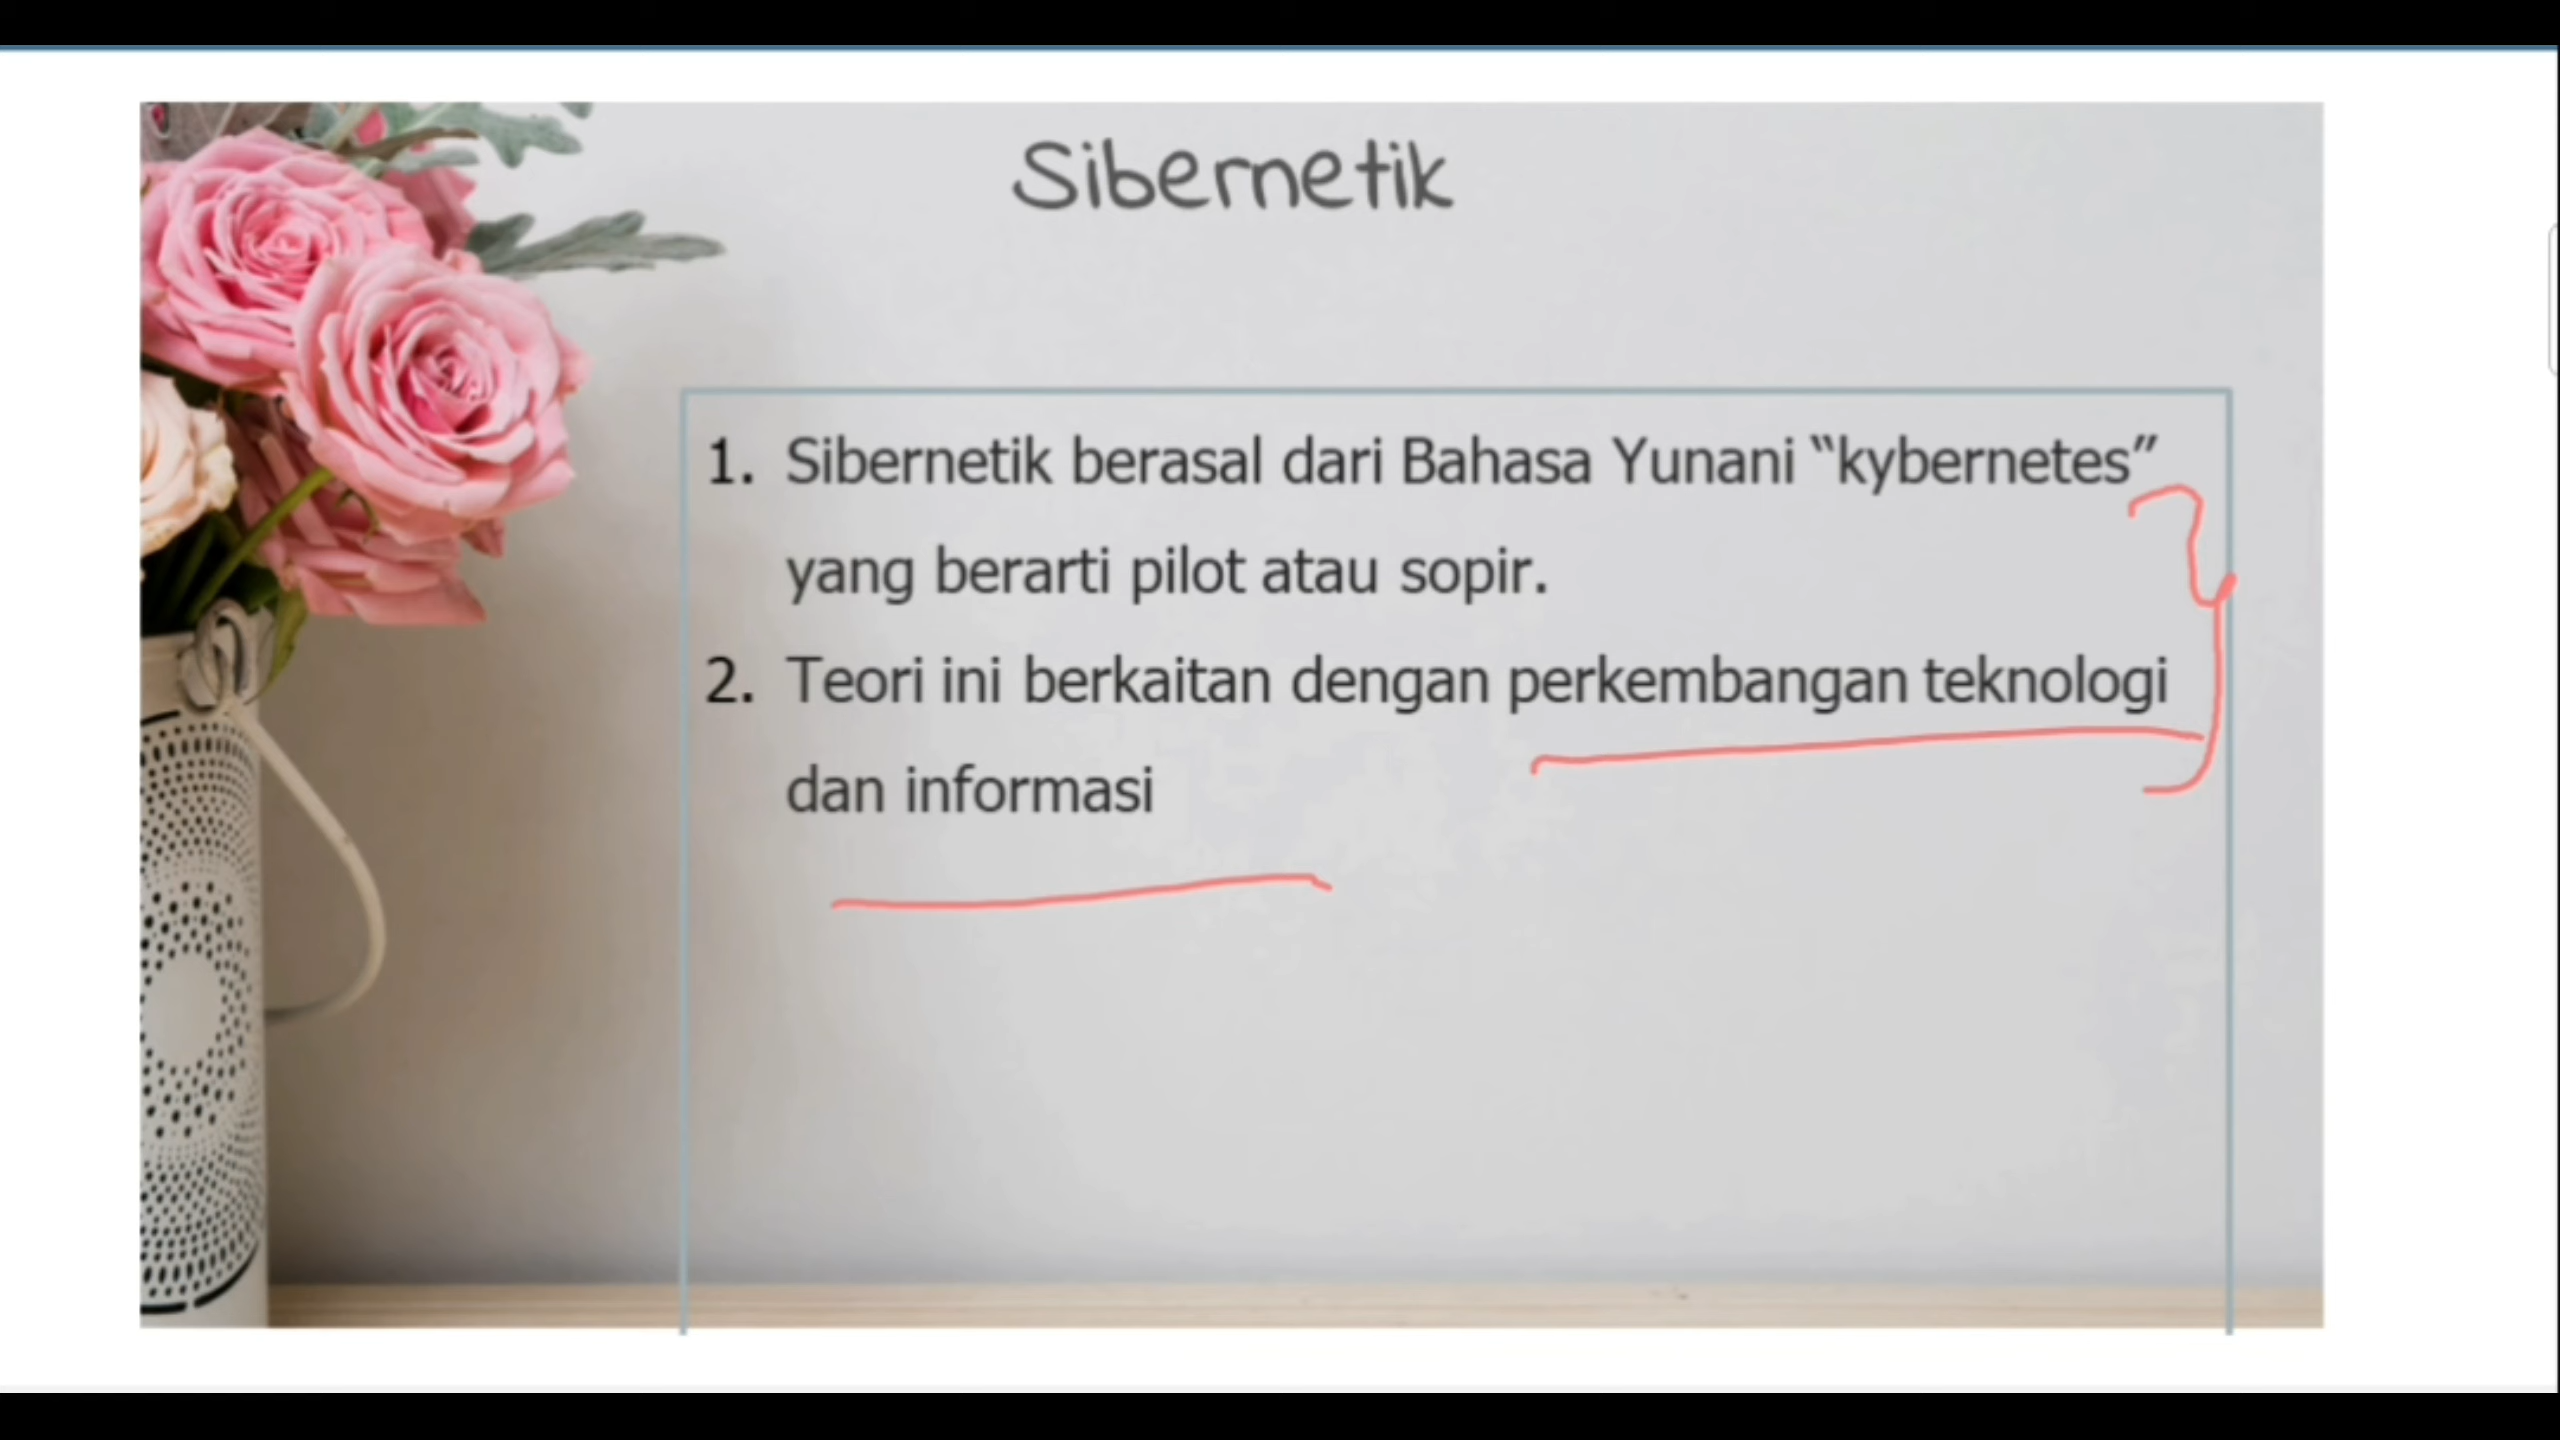 Sibernetik
1. Sibernetik berasal dari Bahasa Yunani “kybernetes”
yang berarti pilot atau sopir.
2. Teori ini berkaitan dengan perkembangan teknologi
dan informasi